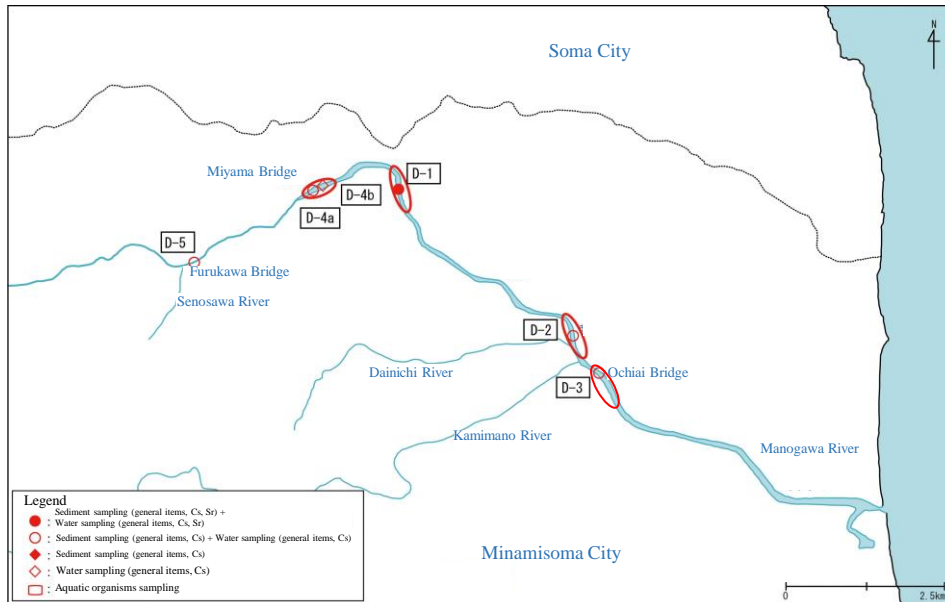 Soma City
N
Miyama Bridge
D-1
D-4b
D-4a
D-5
Furukawa Bridge
Senosawa River
D-2
Dainichi River
Ochiai Bridge
D-3
Kamimano River
Manogawa River
Minamisoma City
Legend
Sediment sampling (general items, Cs, Sr) +
: Water sampling (general items, Cs, Sr)
: Sediment sampling (general items, Cs) + Water sampling (general items, Cs)
: Sediment sampling (general items, Cs)
: Water sampling (general items, Cs)
: Aquatic organisms sampling
0 2.5km